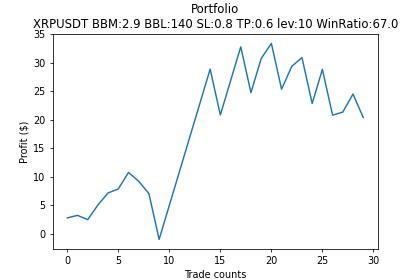 Portfolio
XRPUSDT BBM:2.9 BBL:140 SL:0.8 TP:0.6 lev:10 WinRatio:67.0
35
30
25
20
15
10
5
0
Profit ($)
0 5 10 15 20 25 30
Trade counts